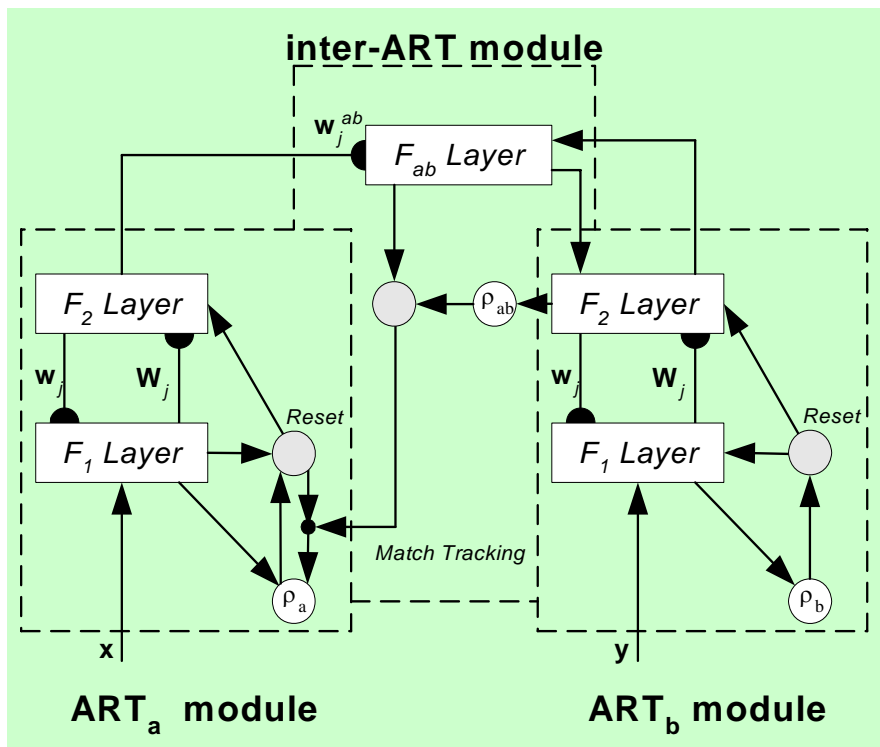 inter-ART module
w_j^ab
F_ab Layer
F_2 Layer
ρ_ab
F_2 Layer
w_j
W_j
w_j
W_j
Reset
Reset
F_1 Layer
F_1 Layer
Match Tracking
ρ_a
ρ_b
x
y
ART_a module
ART_b module